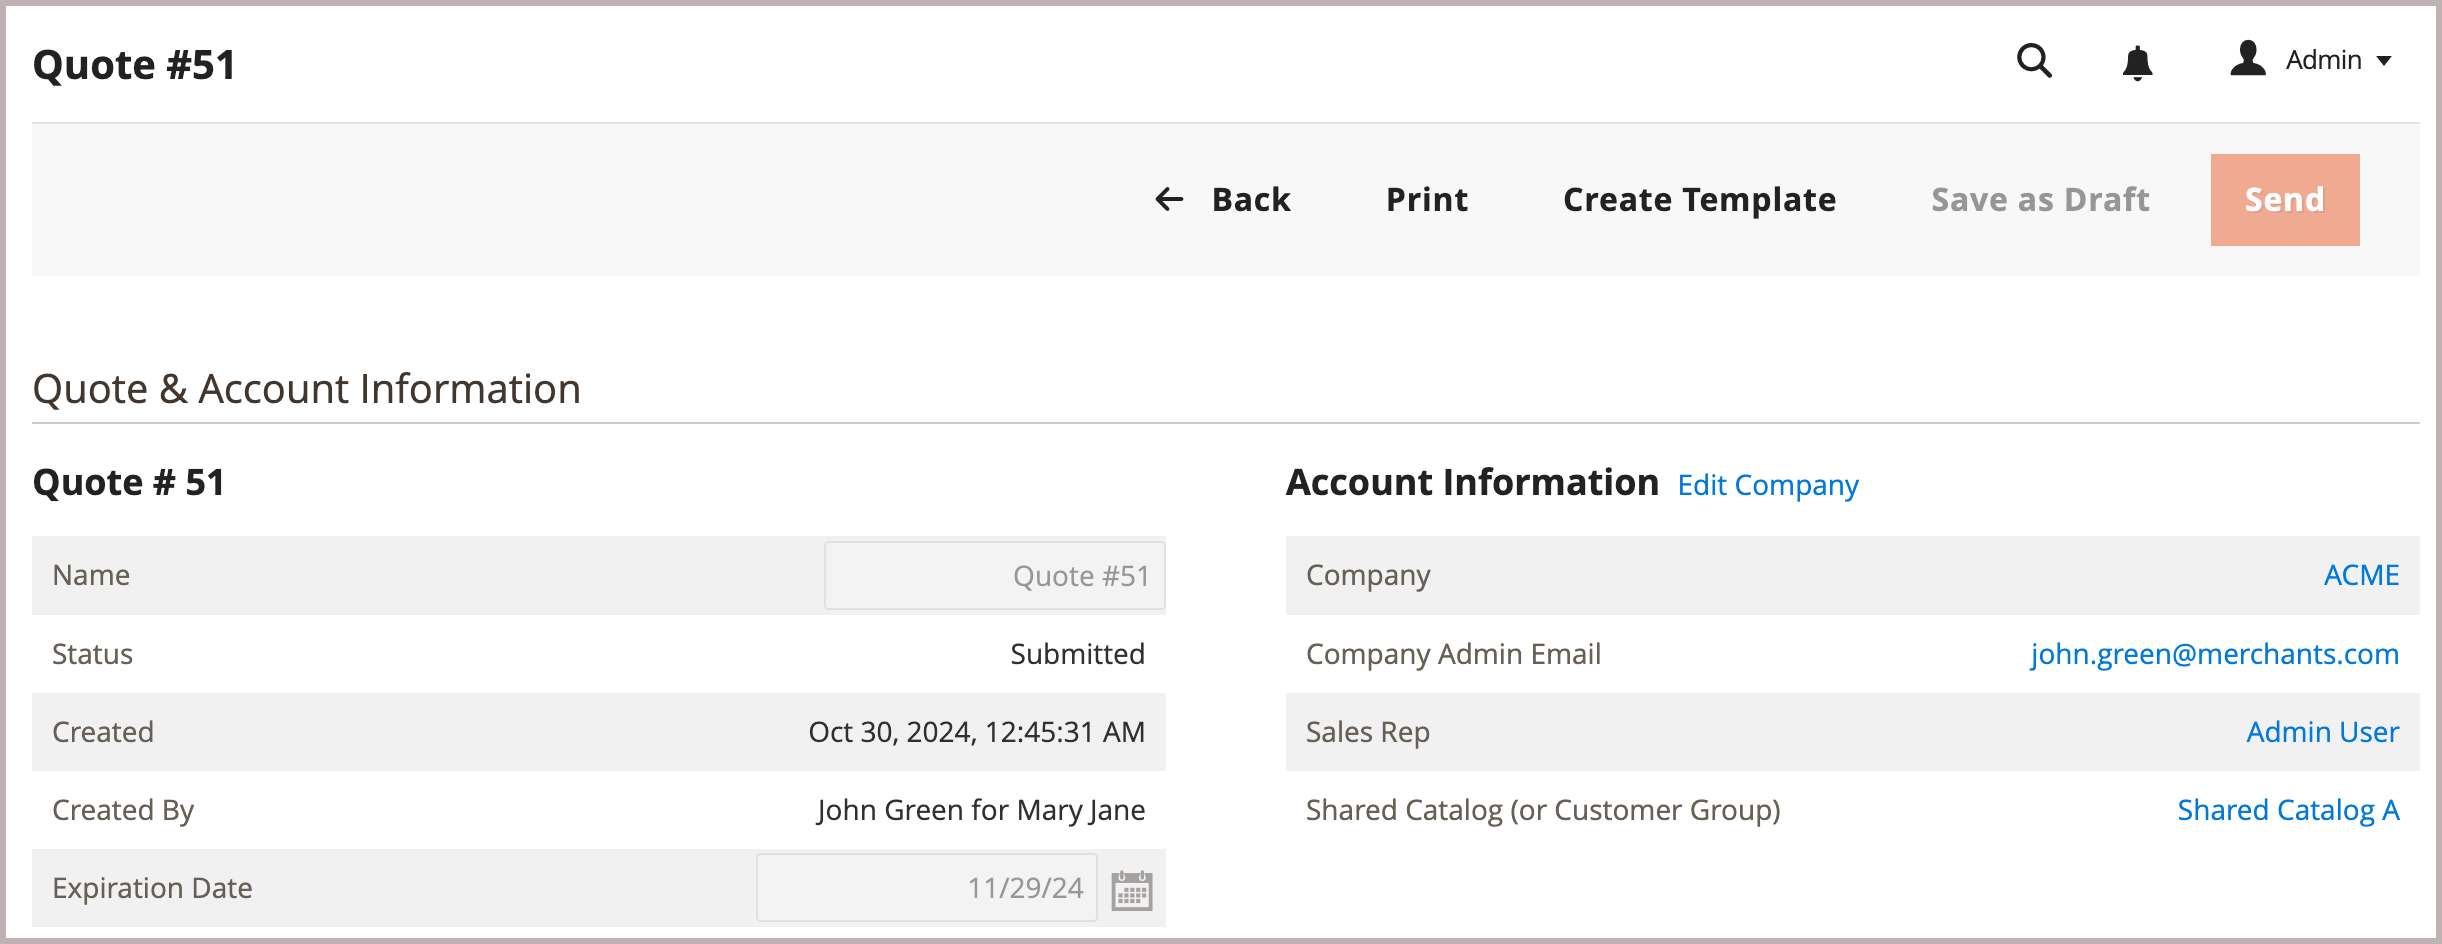 Quote #51
Admin
Back Print Create Template Save as Draft Send
Quote & Account Information
Quote # 51
Name Quote #51
Status Submitted
Created Oct 30, 2024, 12:45:31 AM
Created By John Green for Mary Jane
Expiration Date 11/29/24
Account Information Edit Company
Company ACME
Company Admin Email john.green@merchants.com
Sales Rep Admin User
Shared Catalog (or Customer Group) Shared Catalog A